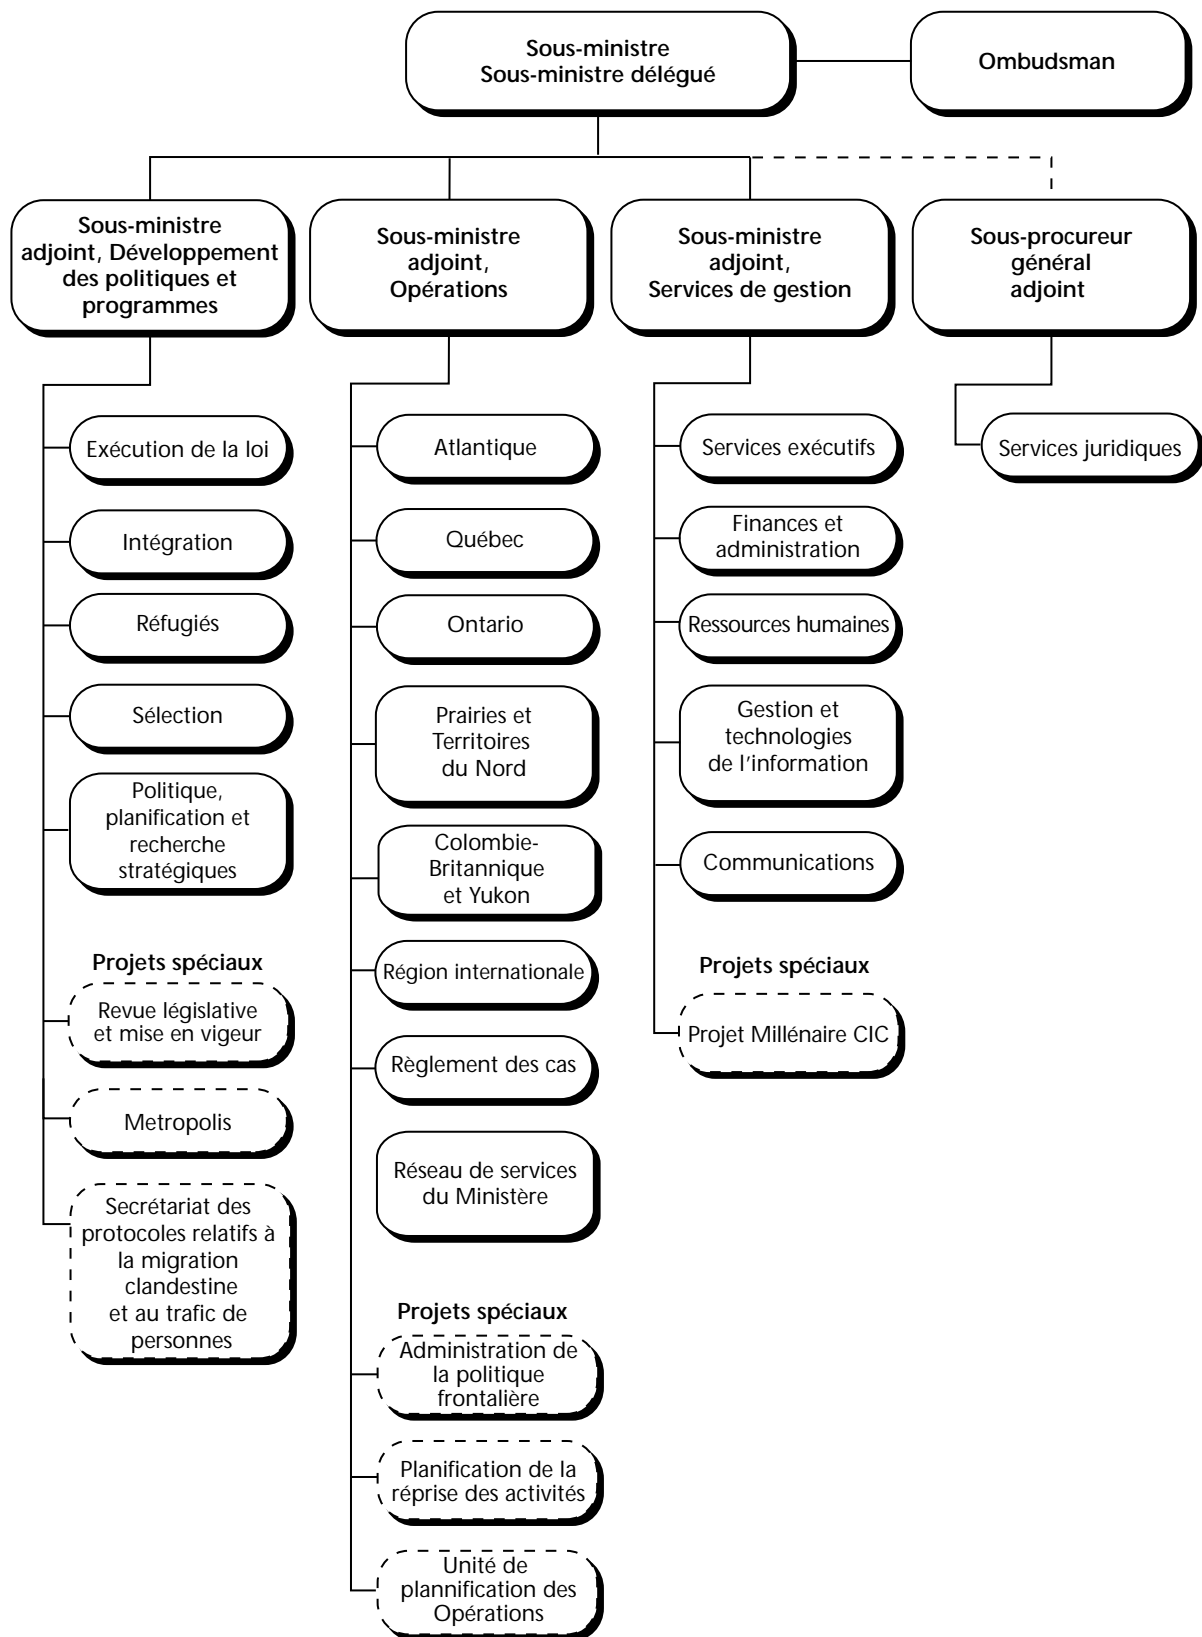 Sous-ministre
Sous-ministre délégué
Ombudsman
Sous-ministre
adjoint, Développement
des politiques et
programmes
Sous-ministre
adjoint,
Opérations
Sous-ministre
adjoint,
Services de gestion
Sous-procureur
général
adjoint
Exécution de la loi
Intégration
Réfugiés
Sélection
Politique,
planification et
recherche
stratégiques
Projets spéciaux
Revue législative
et mise en vigeur
Metropolis
Secrétariat des
protocoles relatifs à
la migration
clandestine
et au trafic de
personnes
Atlantique
Québec
Ontario
Prairies et
Territoires
du Nord
Colombie-
Britannique
et Yukon
Région internationale
Règlement des cas
Réseau de services
du Ministère
Projets spéciaux
Administration de
la politique
frontalière
Planification de la
réprise des activités
Unité de
plannification des
Opérations
Services exécutifs
Finances et
administration
Ressources humaines
Gestion et
technologies
de l'information
Communications
Projets spéciaux
Projet Millénaire CIC
Services juridiques